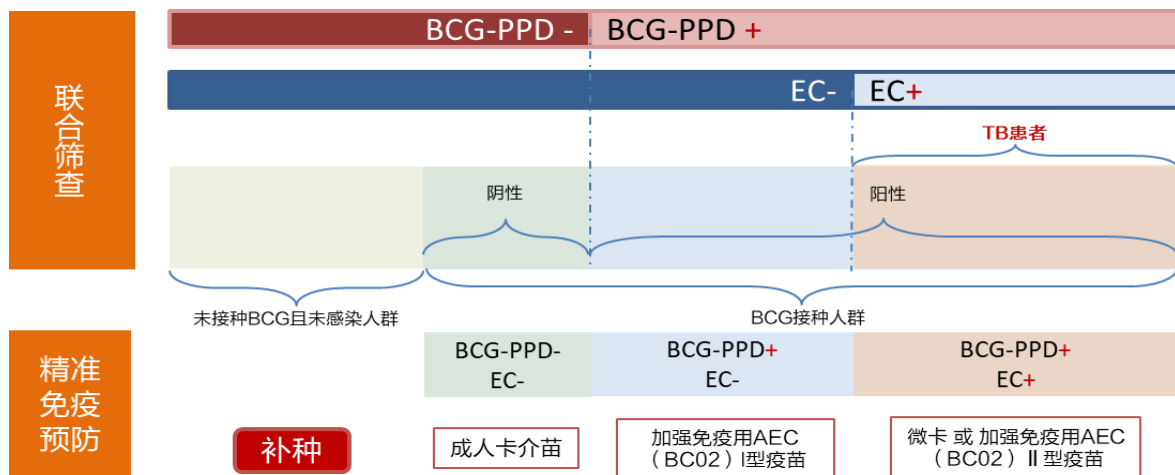 联合筛查
BCG-PPD - BCG-PPD +
EC- EC+
TB患者
阴性
阳性
未接种BCG且未感染人群
BCG接种人群
精准
免疫
预防
BCG-PPD-
EC-
BCG-PPD+
EC-
BCG-PPD+
EC+
补种
成人卡介苗
加强免疫用AEC
（BC02）I型疫苗
微卡 或 加强免疫用AEC
（BC02）Ⅱ型疫苗